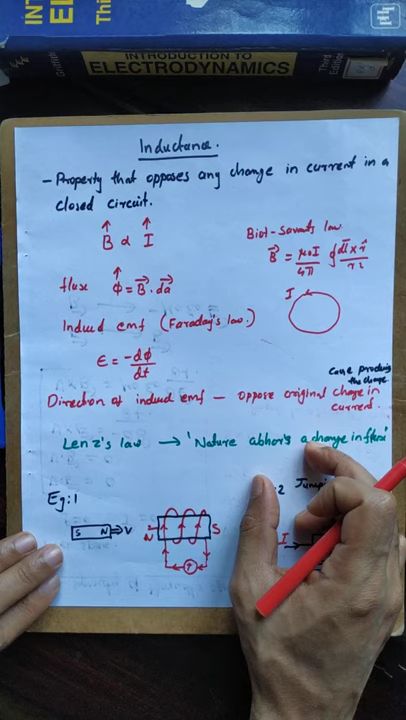 INTRODUCTION TO
ELECTRODYNAMICS
Third
Edition
Inductance.
- Property that opposes any change in current in a
closed circuit.
B⃗ α I
Biot-Savarts law
B⃗ = μ₀I/4π ∮ dl⃗ x r̂/r²
flux ϕ = B⃗ . da⃗
I
Induced emf (Faraday's law.)
ε = -dϕ/dt
Cause producing
the change
Direction of induced emf - oppose original change in
current.
Lenz's law → 'Nature abhors a change in flux'
Eg:1
S N → V
N S
I